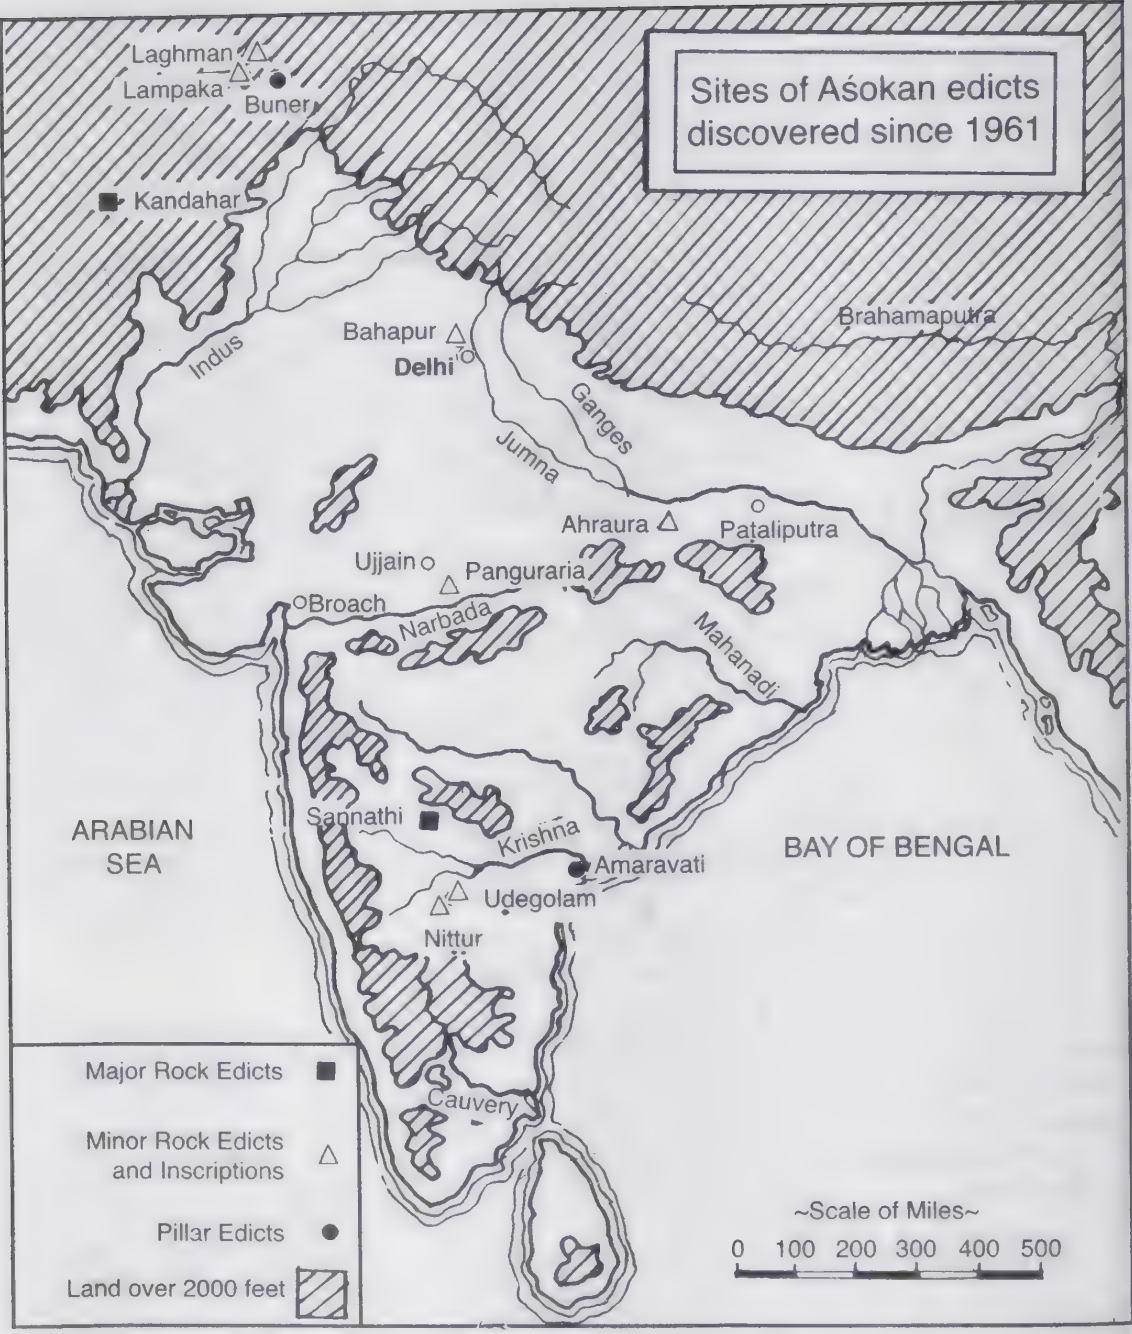 Sites of Aśokan edicts
discovered since 1961
Laghman
Lampaka
Buner
Kandahar
Brahamaputra
Bahapur
Delhi
Indus
Ganges
Jumna
Ahraura
Pataliputra
Ujjain
Panguraria
Broach
Narbada
Mahanadi
Sannathi
Krishna
ARABIAN
SEA
BAY OF BENGAL
Amaravati
Udegolam
Nittur
Cauvery
Major Rock Edicts
Minor Rock Edicts
and Inscriptions
Pillar Edicts
Land over 2000 feet
~Scale of Miles~
0 100 200 300 400 500